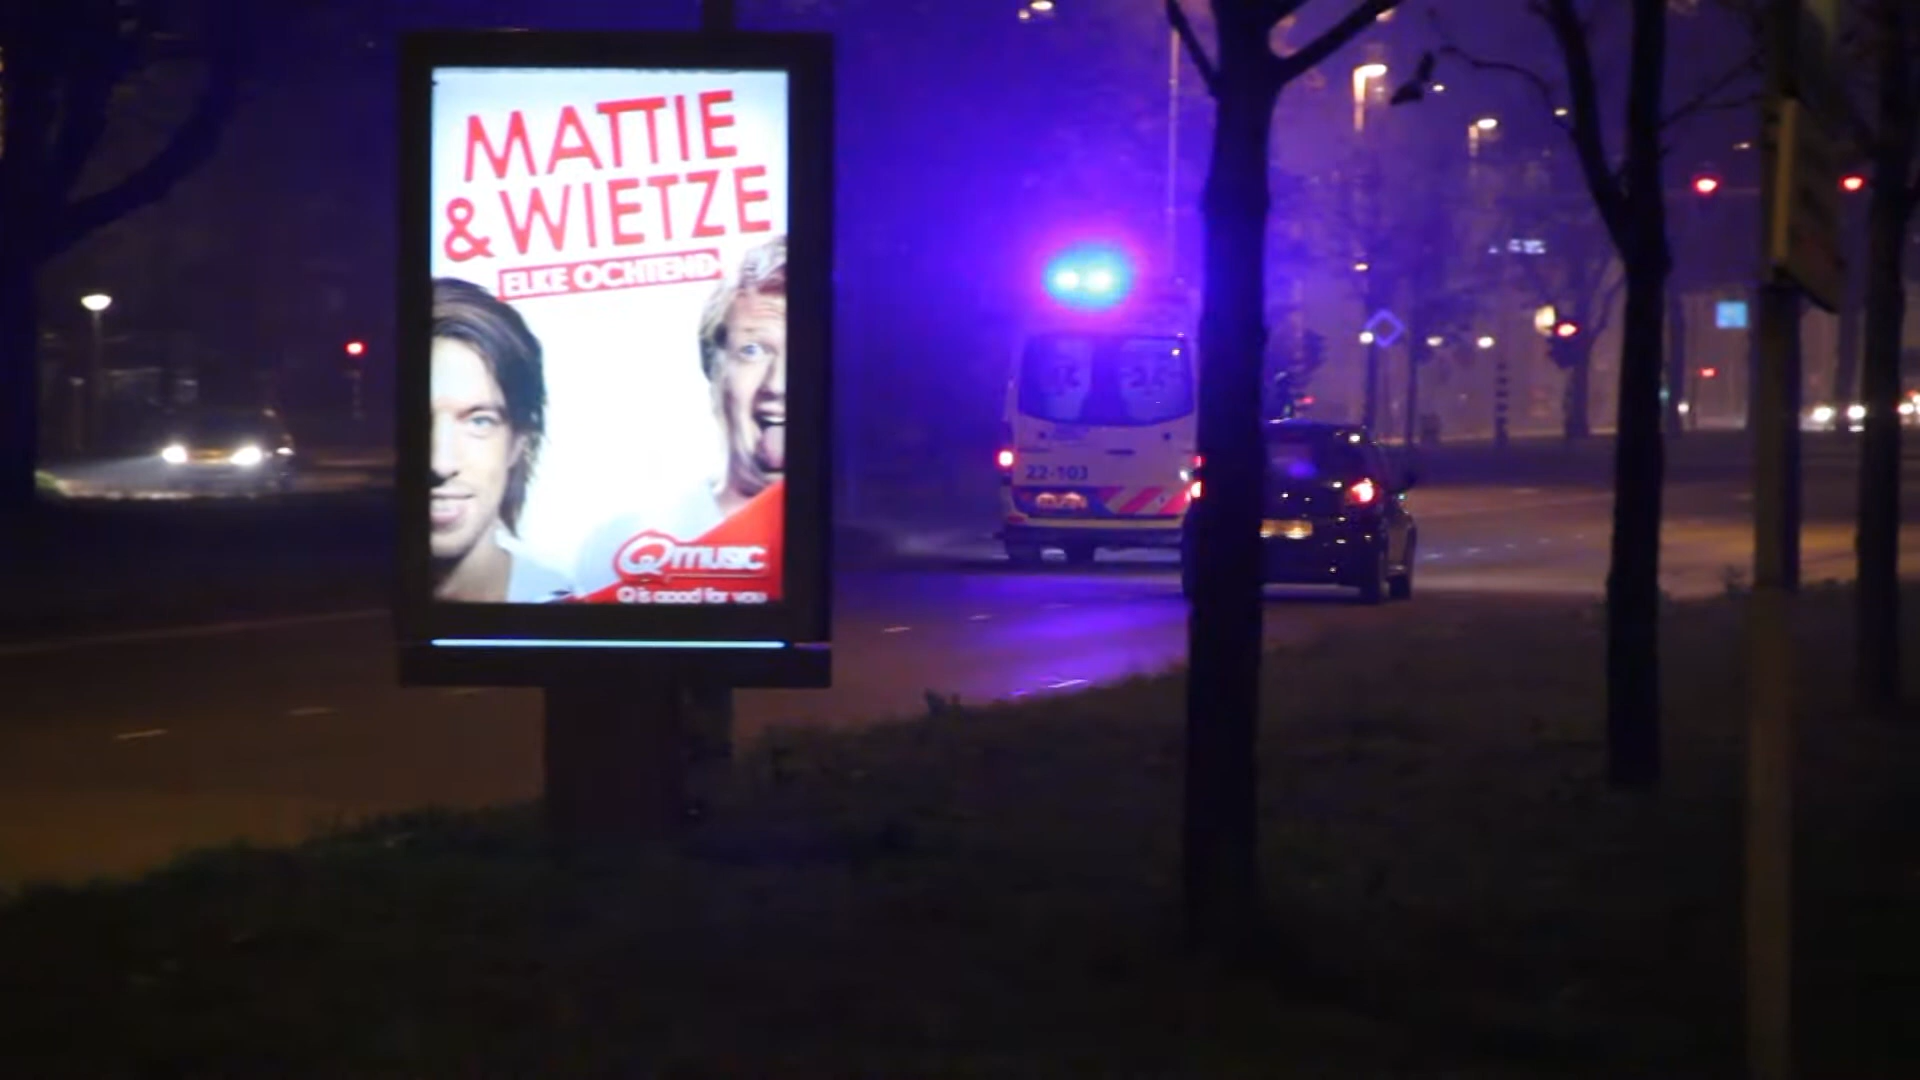 MATTIE
& WIETZE
ELKE OCHTEND
Qmusic
Q is good for you
22-103